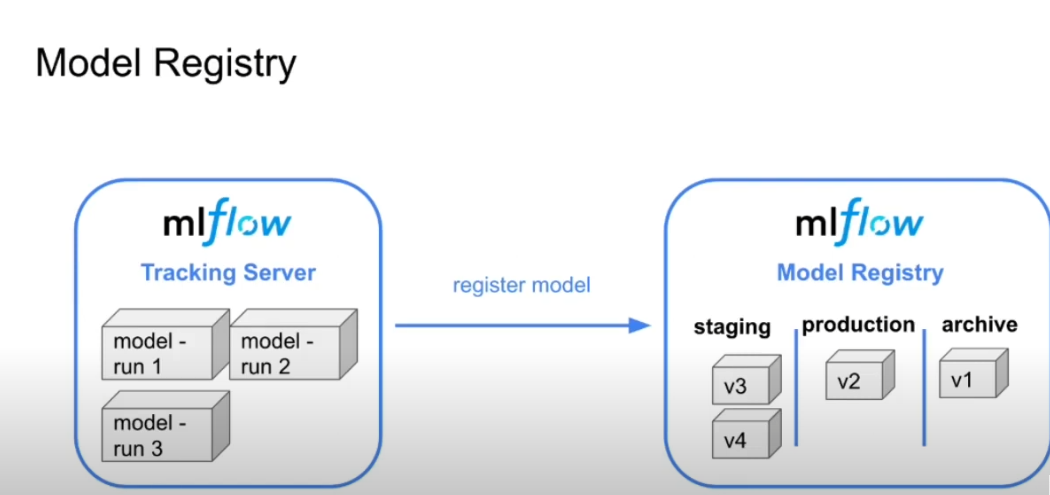 Model Registry
mlflow
Tracking Server
model -
run 1
model -
run 2
model -
run 3
register model
mlflow
Model Registry
staging
production
archive
v3
v4
v2
v1